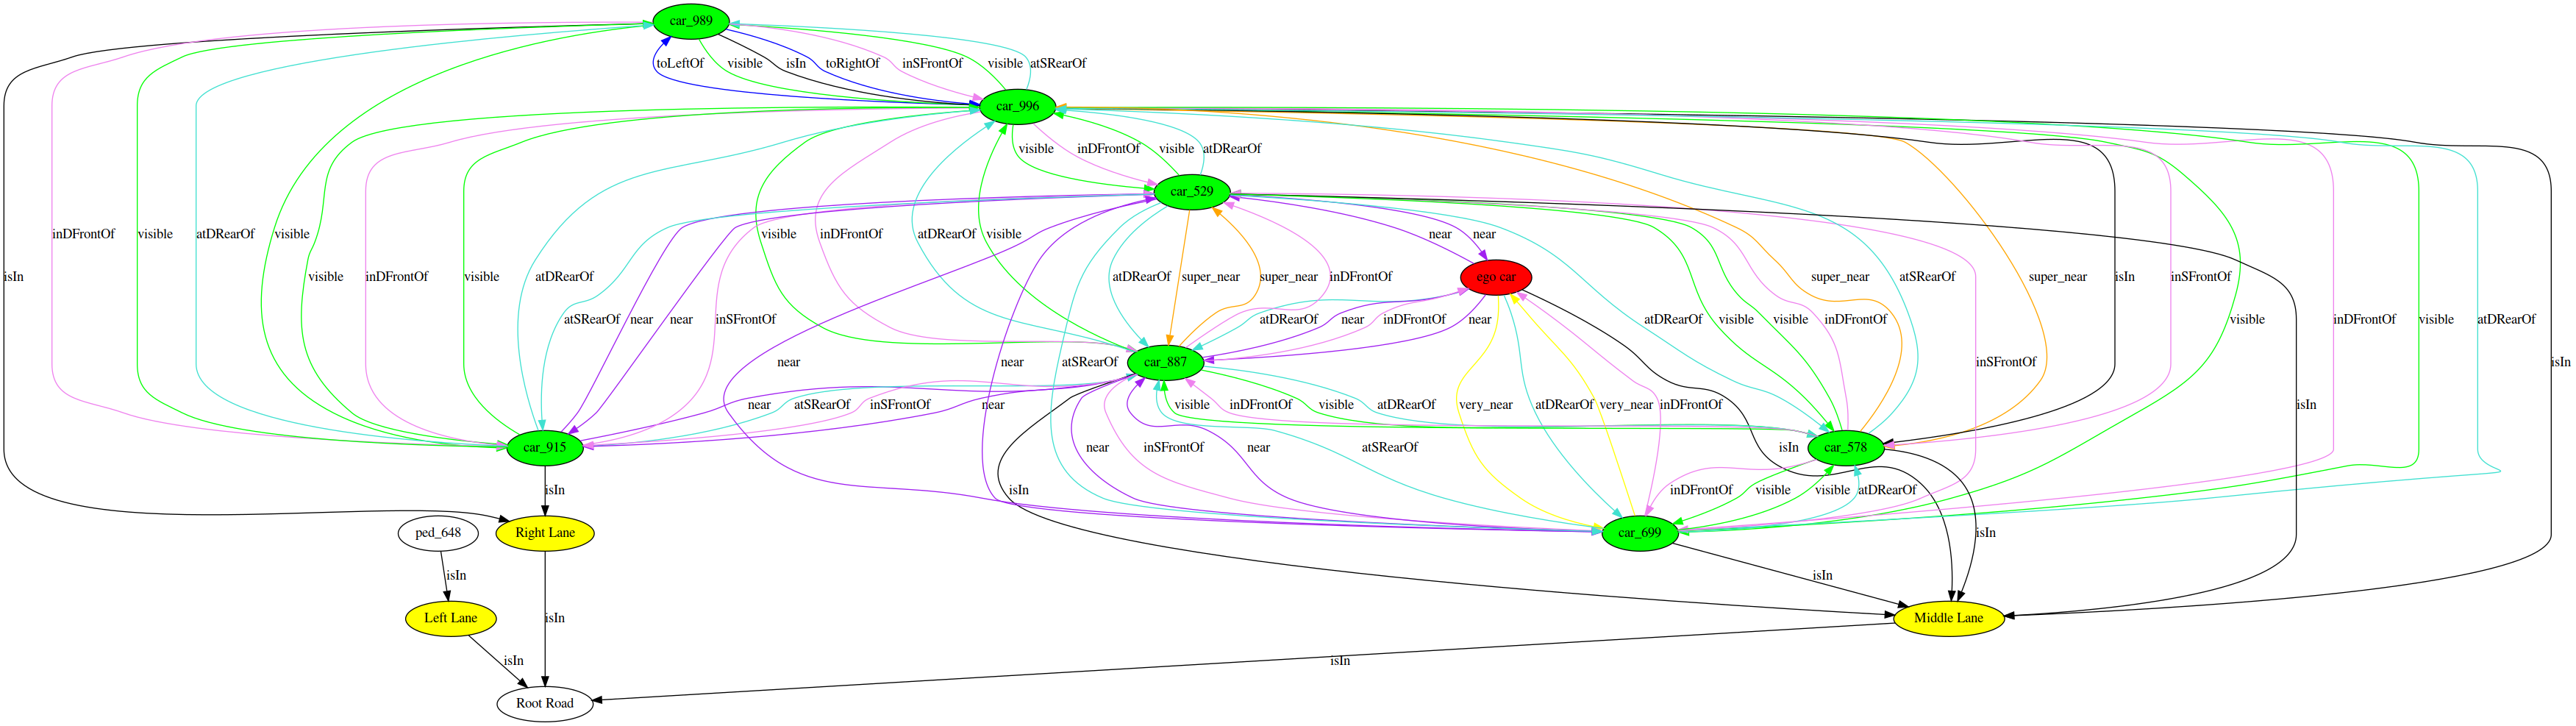 car_989
toLeftOf visible isIn toRightOf inSFrontOf visible atSRearOf
car_996
visible inDFrontOf visible atDRearOf
car_529
inDFrontOf visible atDRearOf visible visible inDFrontOf visible inDFrontOf atDRearOf visible near near
isIn visible inDFrontOf visible atDRearOf atDRearOf super_near super_near inDFrontOf ego car super_near atSRearOf super_near isIn inSFrontOf
atSRearOf near near inSFrontOf atDRearOf near inDFrontOf near atDRearOf visible visible inDFrontOf visible inDFrontOf visible atDRearOf
near near atSRearOf car_887 inSFrontOf isIn
near atSRearOf inSFrontOf near visible inDFrontOf visible atDRearOf very_near atDRearOf very_near inDFrontOf isIn
car_915 near inSFrontOf near atSRearOf isIn car_578
isIn isIn inDFrontOf visible visible atDRearOf
ped_648 Right Lane car_699 isIn
isIn isIn
Left Lane isIn Middle Lane
isIn isIn
Root Road